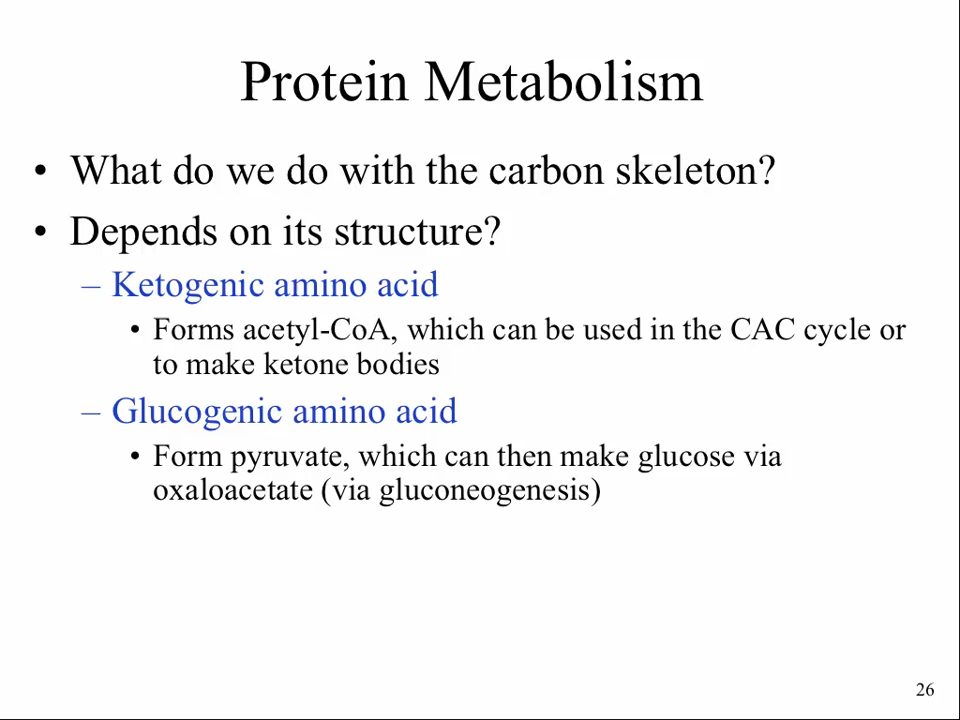 Protein Metabolism
• What do we do with the carbon skeleton?
• Depends on its structure?
– Ketogenic amino acid
• Forms acetyl-CoA, which can be used in the CAC cycle or
to make ketone bodies
– Glucogenic amino acid
• Form pyruvate, which can then make glucose via
oxaloacetate (via gluconeogenesis)
26